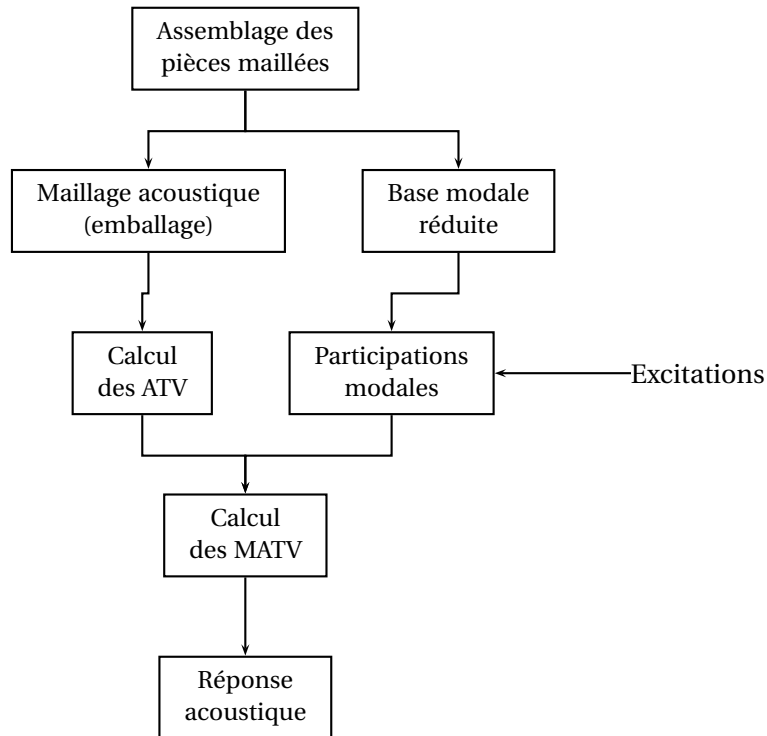 Assemblage des
pièces maillées
Maillage acoustique
(emballage)
Base modale
réduite
Calcul
des ATV
Participations
modales
Excitations
Calcul
des MATV
Réponse
acoustique